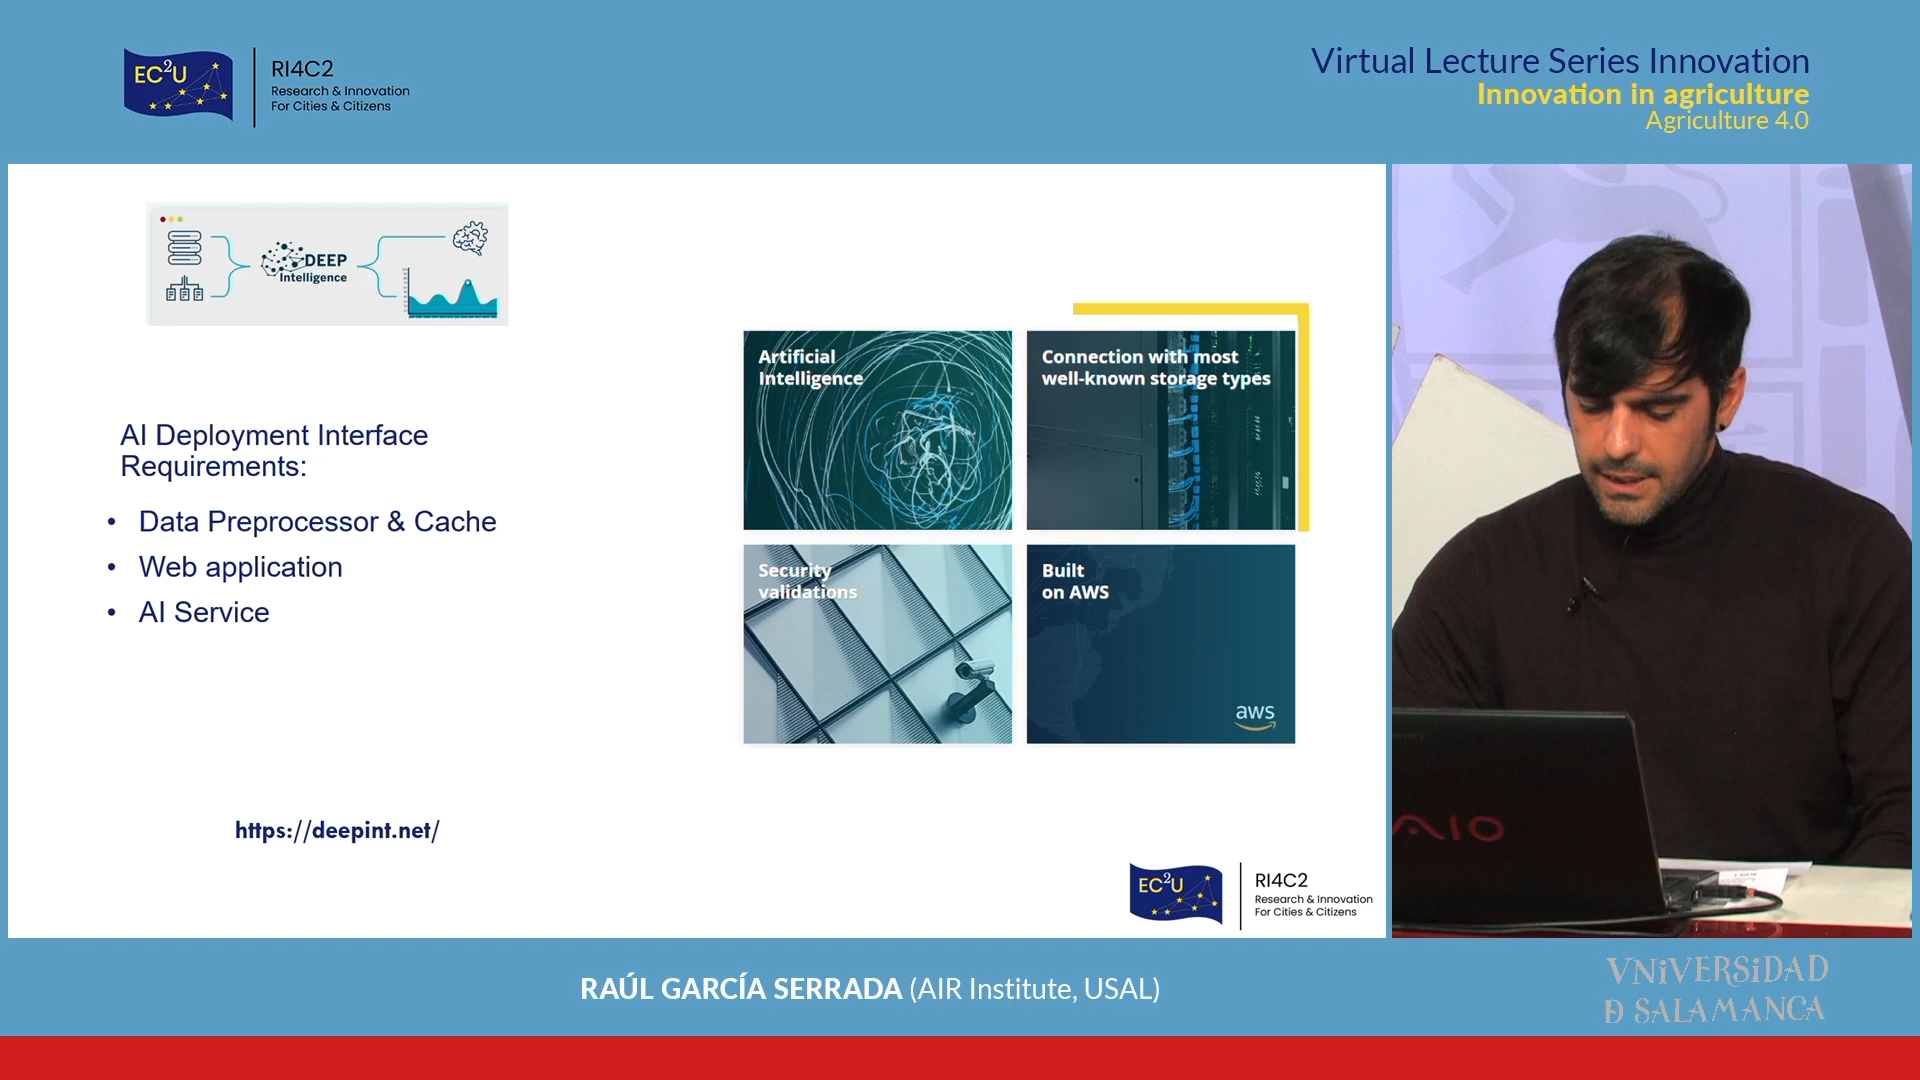 EC2U
RI4C2
Research & Innovation
For Cities & Citizens
Virtual Lecture Series Innovation
Innovation in agriculture
Agriculture 4.0
DEEP
Intelligence
AI Deployment Interface
Requirements:
• Data Preprocessor & Cache
• Web application
• AI Service
https://deepint.net/
Artificial
Intelligence
Connection with most
well-known storage types
Security
validations
Built
on AWS
aws
EC2U
RI4C2
Research & Innovation
For Cities & Citizens
SONY
VAIO
RAÚL GARCÍA SERRADA (AIR Institute, USAL)
VNiVERSiDAD
Ð SALAMANCA